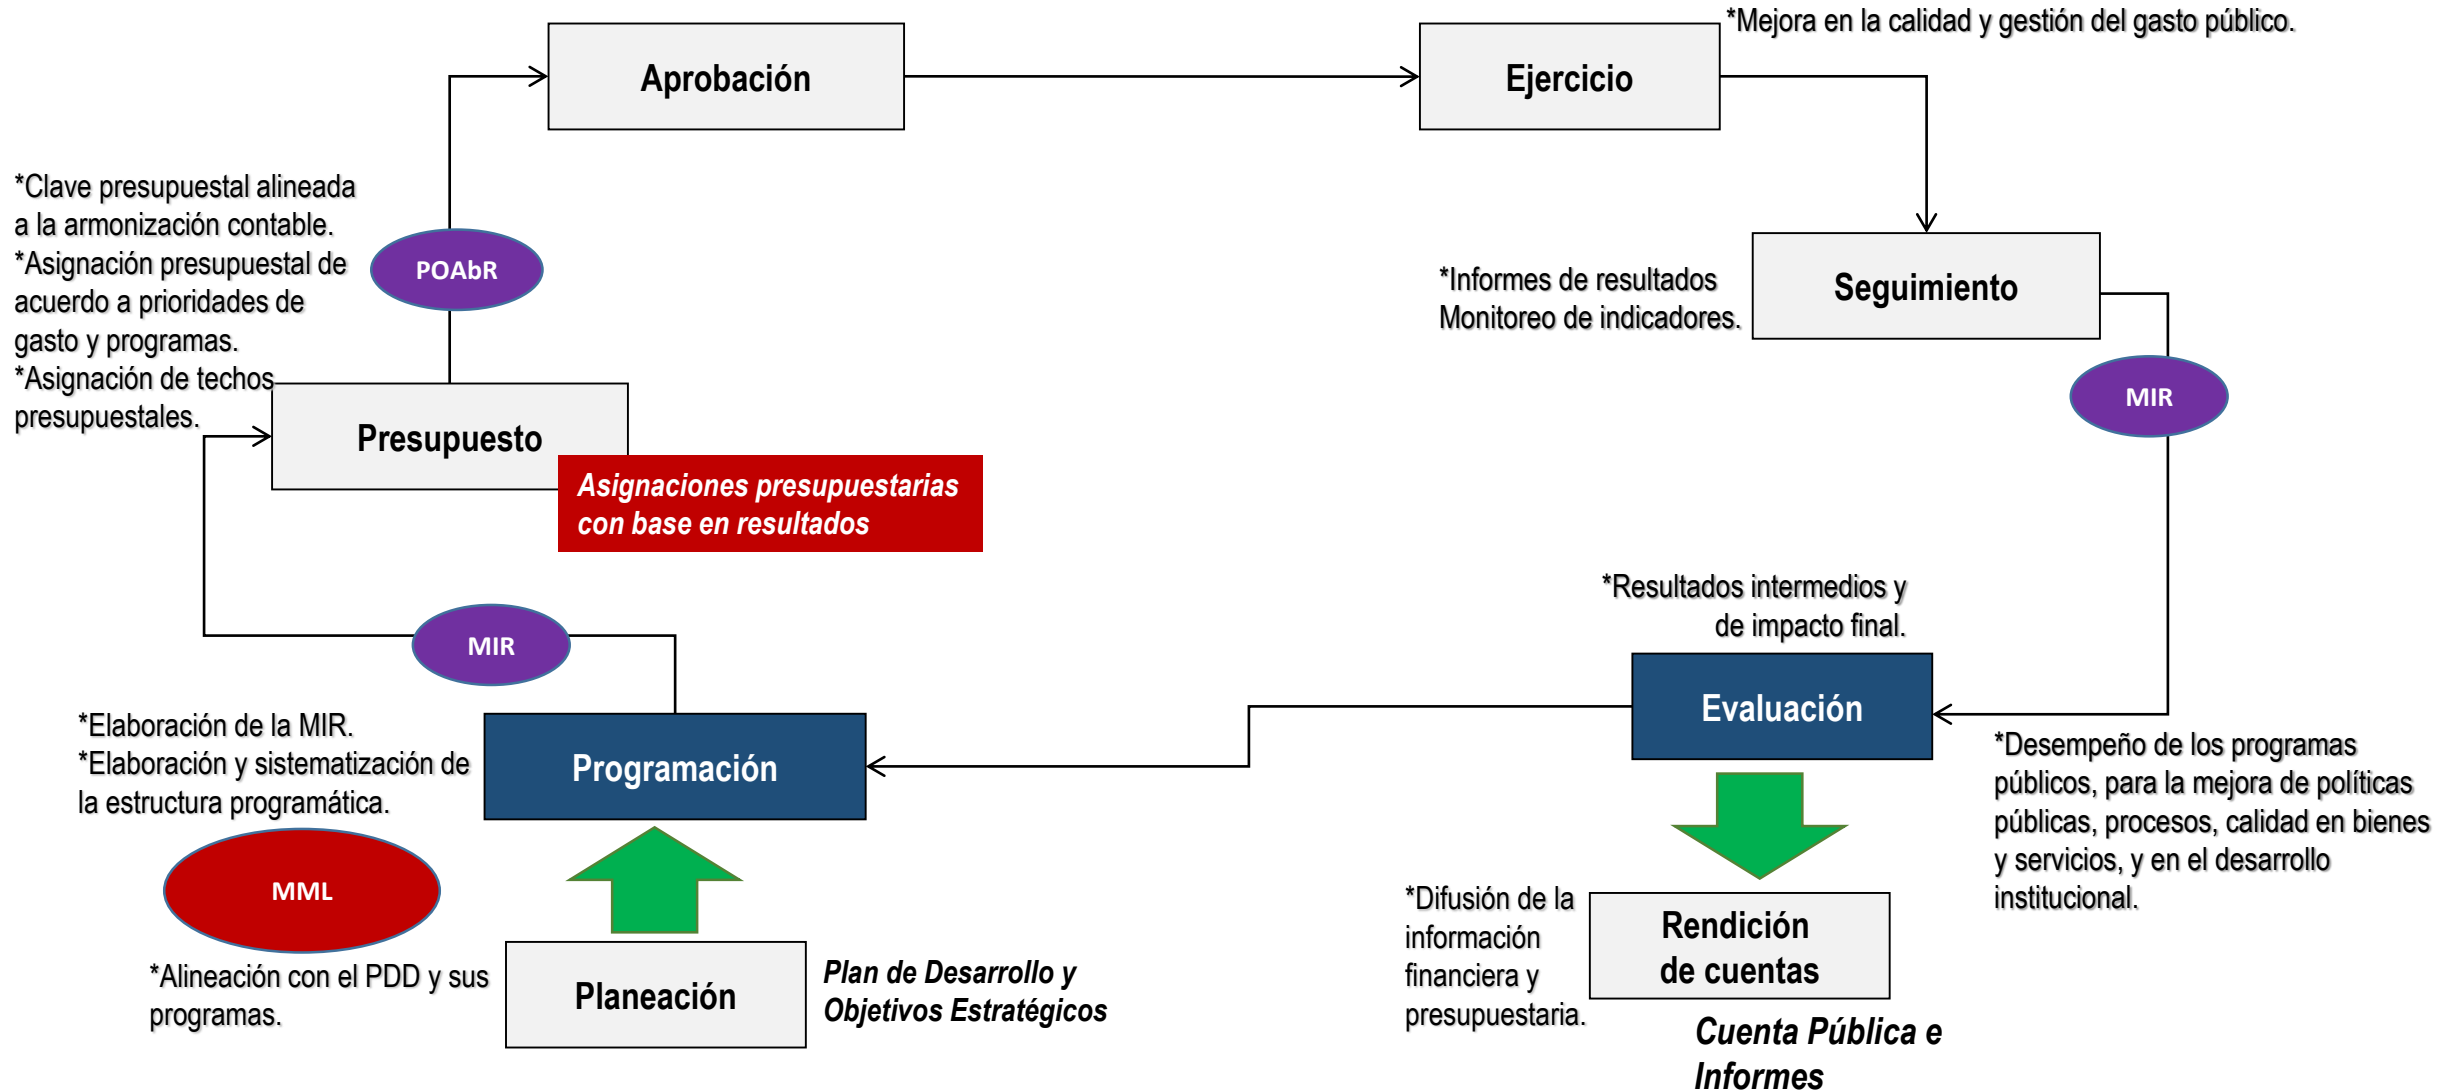 *Mejora en la calidad y gestión del gasto público.
Aprobación
Ejercicio
*Clave presupuestal alineada
a la armonización contable.
*Asignación presupuestal de
acuerdo a prioridades de
gasto y programas.
*Asignación de techos
presupuestales.
POAbR
*Informes de resultados
Monitoreo de indicadores.
Seguimiento
MIR
Presupuesto
Asignaciones presupuestarias
con base en resultados
*Resultados intermedios y
de impacto final.
MIR
Evaluación
*Elaboración de la MIR.
*Elaboración y sistematización de
la estructura programática.
Programación
*Desempeño de los programas
públicos, para la mejora de políticas
públicas, procesos, calidad en bienes
y servicios, y en el desarrollo
institucional.
MML
*Difusión de la
información
financiera y
presupuestaria.
Rendición
de cuentas
*Alineación con el PDD y sus
programas.
Planeación
Plan de Desarrollo y
Objetivos Estratégicos
Cuenta Pública e
Informes